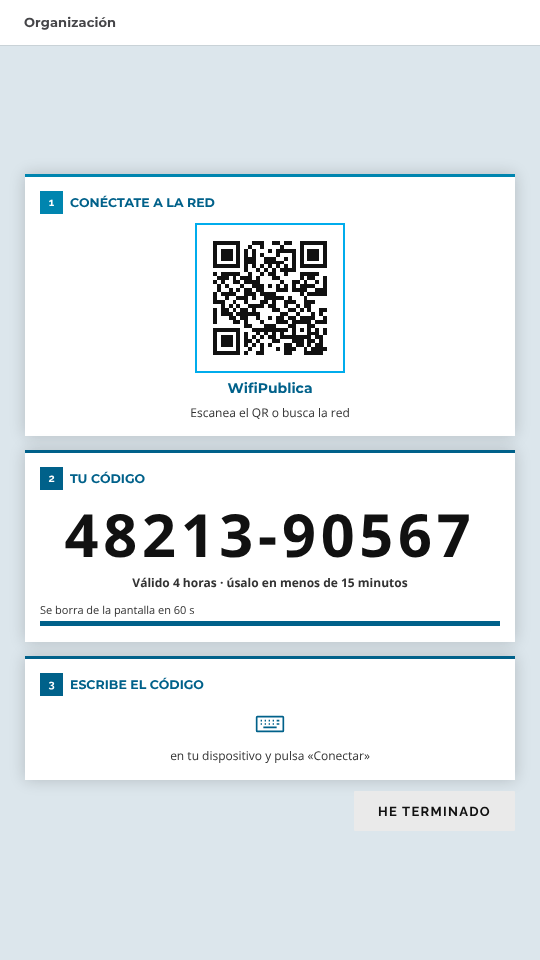 Organización
1 CONÉCTATE A LA RED
WifiPublica
Escanea el QR o busca la red
2 TU CÓDIGO
48213-90567
Válido 4 horas · úsalo en menos de 15 minutos
Se borra de la pantalla en 60 s
3 ESCRIBE EL CÓDIGO
en tu dispositivo y pulsa «Conectar»
HE TERMINADO